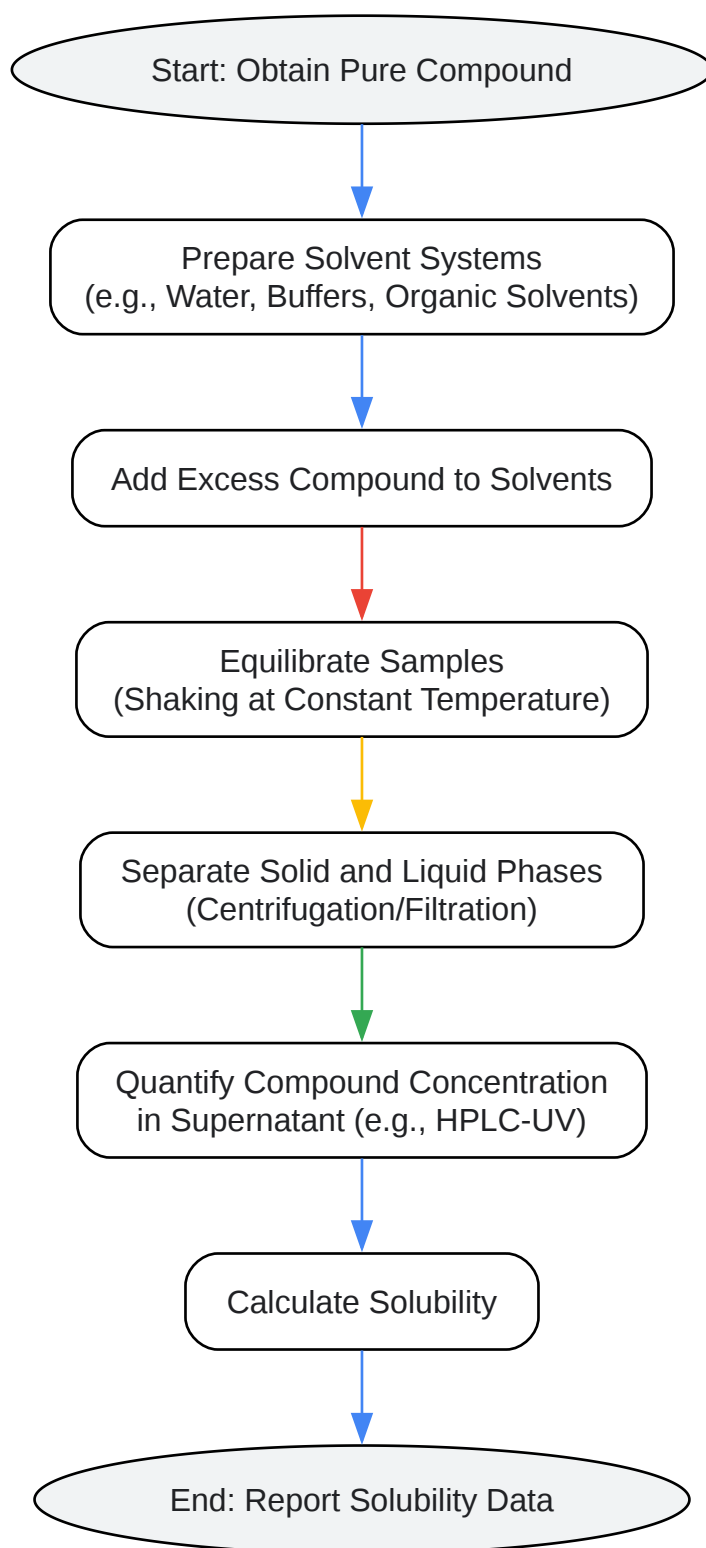 Start: Obtain Pure Compound
Prepare Solvent Systems
(e.g., Water, Buffers, Organic Solvents)
Add Excess Compound to Solvents
Equilibrate Samples
(Shaking at Constant Temperature)
Separate Solid and Liquid Phases
(Centrifugation/Filtration)
Quantify Compound Concentration
in Supernatant (e.g., HPLC-UV)
Calculate Solubility
End: Report Solubility Data